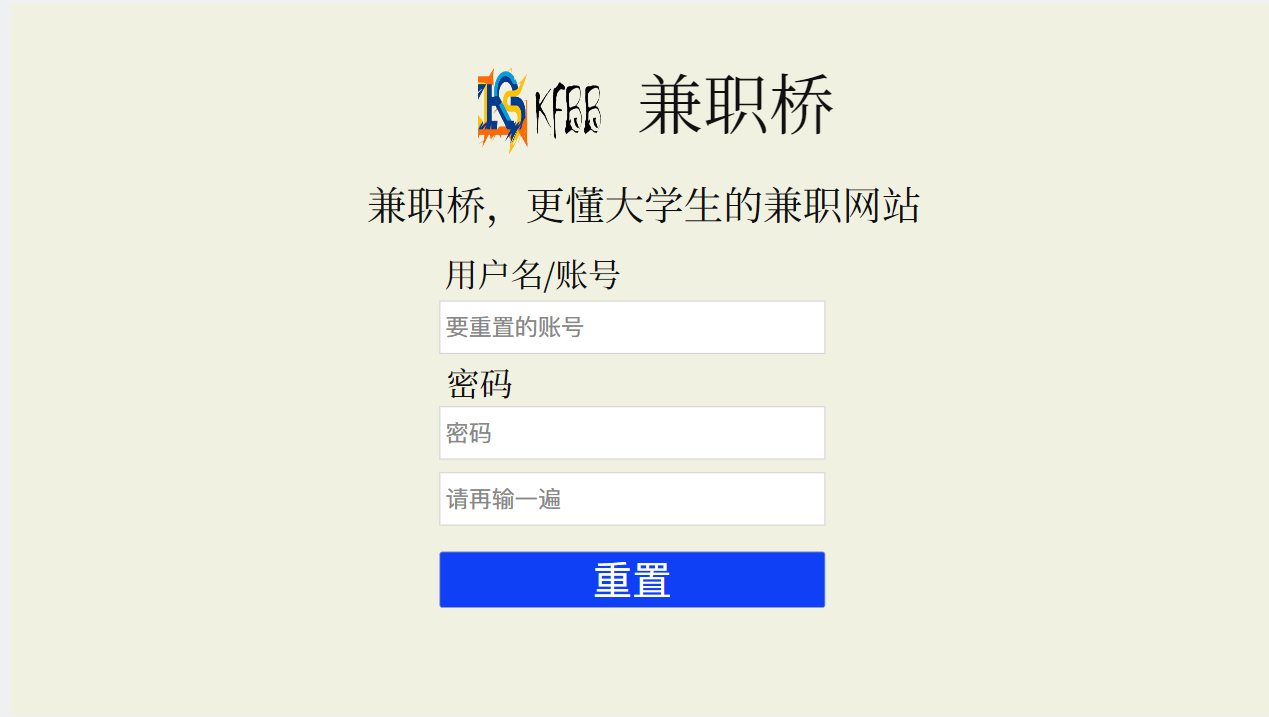 KFBB 兼职桥
兼职桥，更懂大学生的兼职网站
用户名/账号
要重置的账号
密码
密码
请再输一遍
重置